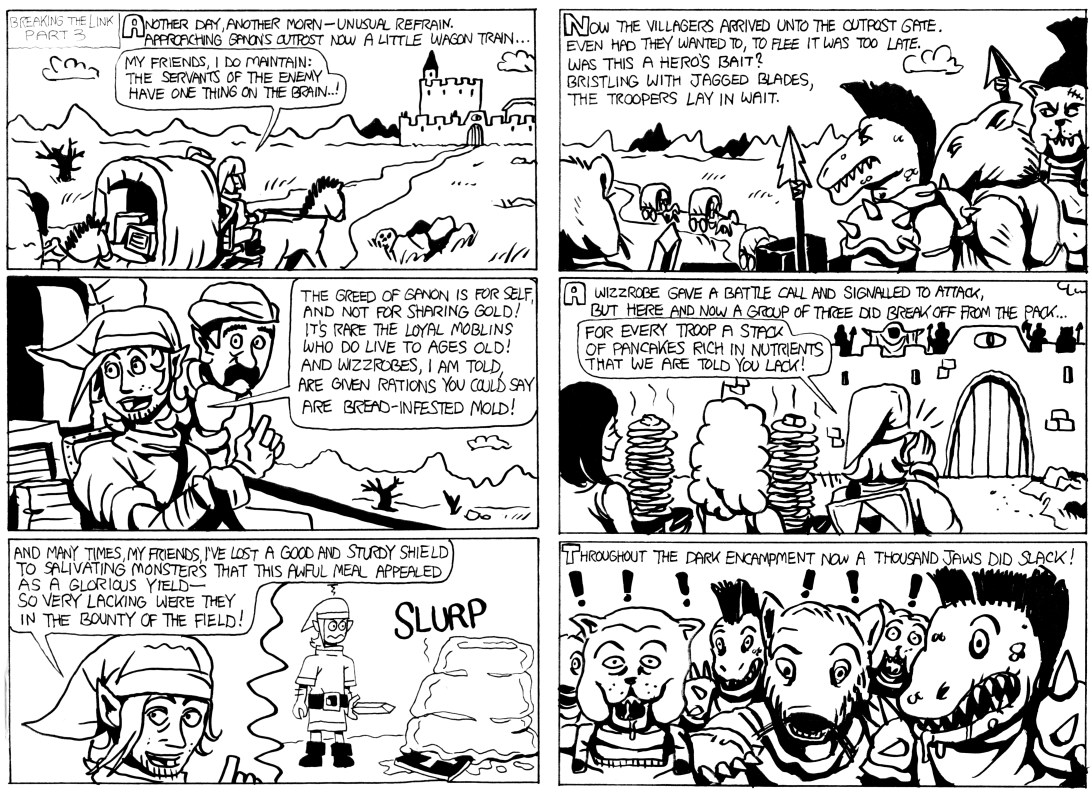 BREAKING THE LINK
PART 3
ANOTHER DAY, ANOTHER MORN—UNUSUAL REFRAIN.
APPROACHING GANON'S OUTPOST NOW A LITTLE WAGON TRAIN...
MY FRIENDS, I DO MAINTAIN:
THE SERVANTS OF THE ENEMY
HAVE ONE THING ON THE BRAIN..!
NOW THE VILLAGERS ARRIVED UNTO THE OUTPOST GATE.
EVEN HAD THEY WANTED TO, TO FLEE IT WAS TOO LATE.
WAS THIS A HERO'S BAIT?
BRISTLING WITH JAGGED BLADES,
THE TROOPERS LAY IN WAIT.
THE GREED OF GANON IS FOR SELF,
AND NOT FOR SHARING GOLD!
IT'S RARE THE LOYAL MOBLINS
WHO DO LIVE TO AGES OLD!
AND WIZZROBES, I AM TOLD,
ARE GIVEN RATIONS YOU COULD SAY
ARE BREAD-INFESTED MOLD!
A WIZZROBE GAVE A BATTLE CALL AND SIGNALLED TO ATTACK,
BUT HERE AND NOW A GROUP OF THREE DID BREAK OFF FROM THE PACK...
FOR EVERY TROOP A STACK
OF PANCAKES RICH IN NUTRIENTS
THAT WE ARE TOLD YOU LACK!
AND MANY TIMES, MY FRIENDS, I'VE LOST A GOOD AND STURDY SHIELD
TO SALIVATING MONSTERS THAT THIS AWFUL MEAL APPEALED
AS A GLORIOUS YIELD—
SO VERY LACKING WERE THEY
IN THE BOUNTY OF THE FIELD!
SLURP
THROUGHOUT THE DARK ENCAMPMENT NOW A THOUSAND JAWS DID SLACK!
! ! ! ! !